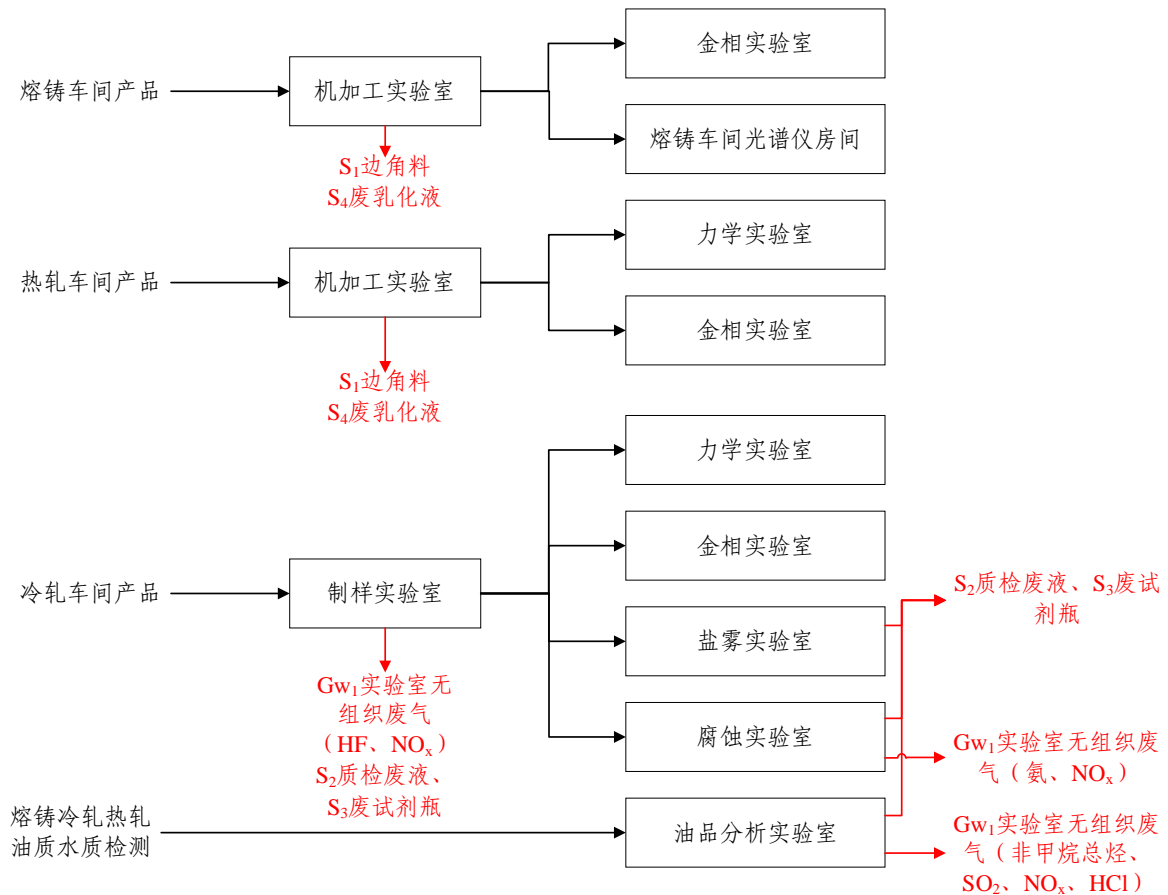 金相实验室
熔铸车间产品
机加工实验室
熔铸车间光谱仪房间
S₁边角料
S₄废乳化液
力学实验室
热轧车间产品
机加工实验室
金相实验室
S₁边角料
S₄废乳化液
力学实验室
金相实验室
冷轧车间产品
制样实验室
S₂质检废液、S₃废试
剂瓶
盐雾实验室
Gw₁实验室无
组织废气
（HF、NOₓ）
S₂质检废液、
S₃废试剂瓶
腐蚀实验室
Gw₁实验室无组织废
气（氨、NOₓ）
熔铸冷轧热轧
油质水质检测
油品分析实验室
Gw₁实验室无组织废
气（非甲烷总烃、
SO₂、NOₓ、HCl）